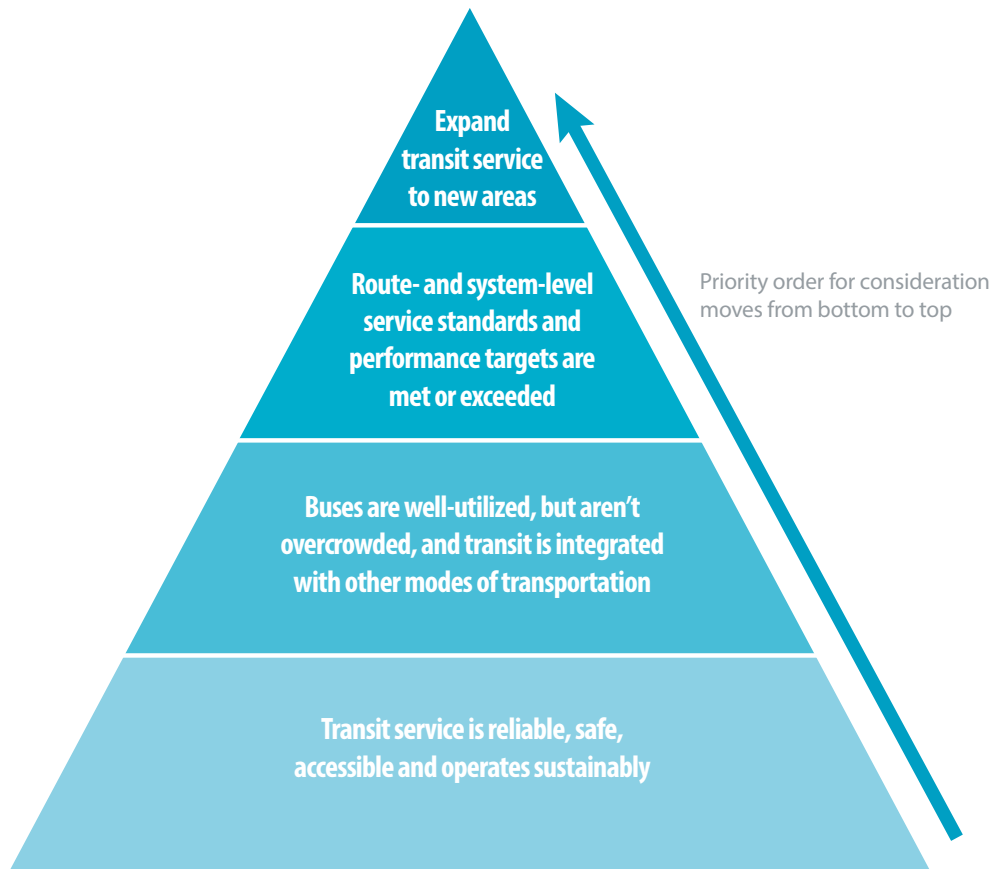 Expand
transit service
to new areas
Route- and system-level
service standards and
performance targets are
met or exceeded
Priority order for consideration
moves from bottom to top
Buses are well-utilized, but aren’t
overcrowded, and transit is integrated
with other modes of transportation
Transit service is reliable, safe,
accessible and operates sustainably